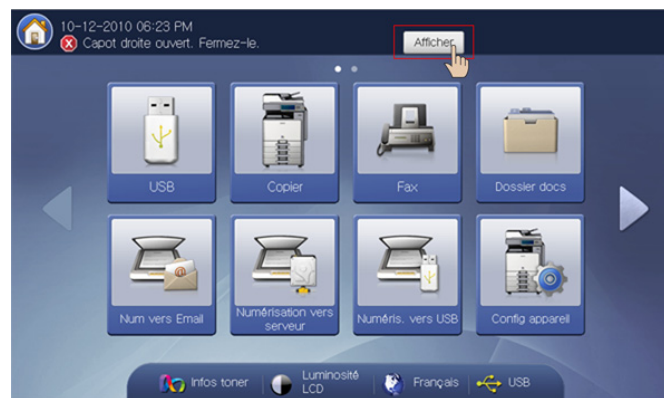 10-12-2010 06:23 PM
Capot droite ouvert. Fermez-le.
Afficher
USB
Copier
Fax
Dossier docs
Num vers Email
Numérisation vers
serveur
Numéris. vers USB
Config appareil
Infos toner
Luminosité
LCD
Français
USB